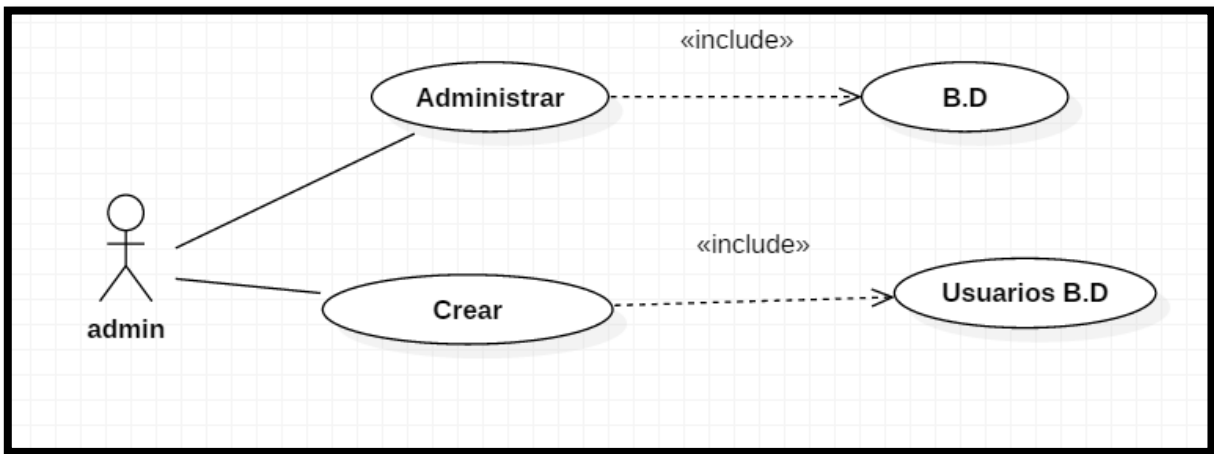 «include»
Administrar
B.D
«include»
Usuarios B.D
Crear
admin